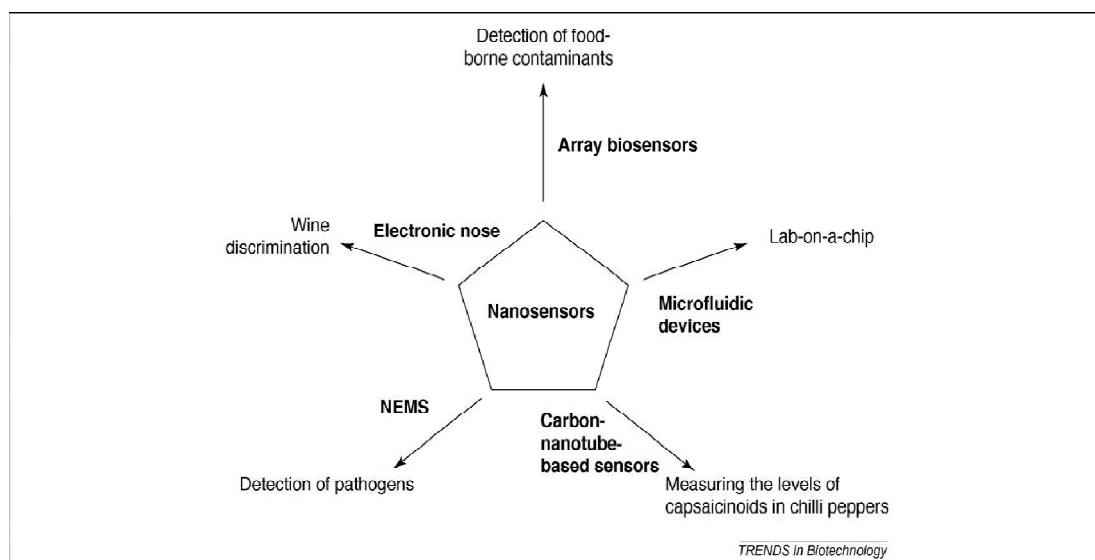 Detection of food-
borne contaminants
Array biosensors
Wine
discrimination
Electronic nose
Lab-on-a-chip
Nanosensors
Microfluidic
devices
NEMS
Carbon-
nanotube-
based sensors
Detection of pathogens
Measuring the levels of
capsaicinoids in chilli peppers
TRENDS in Biotechnology